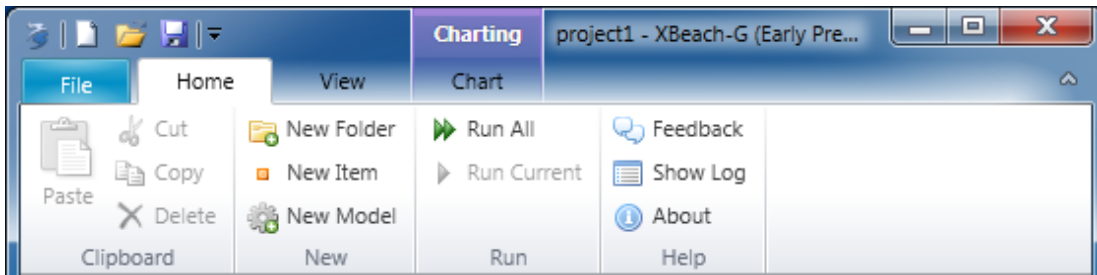 Charting project1 - XBeach-G (Early Pre...
File Home View Chart
Cut New Folder Run All Feedback
Copy New Item Run Current Show Log
Paste
Delete New Model About
Clipboard New Run Help